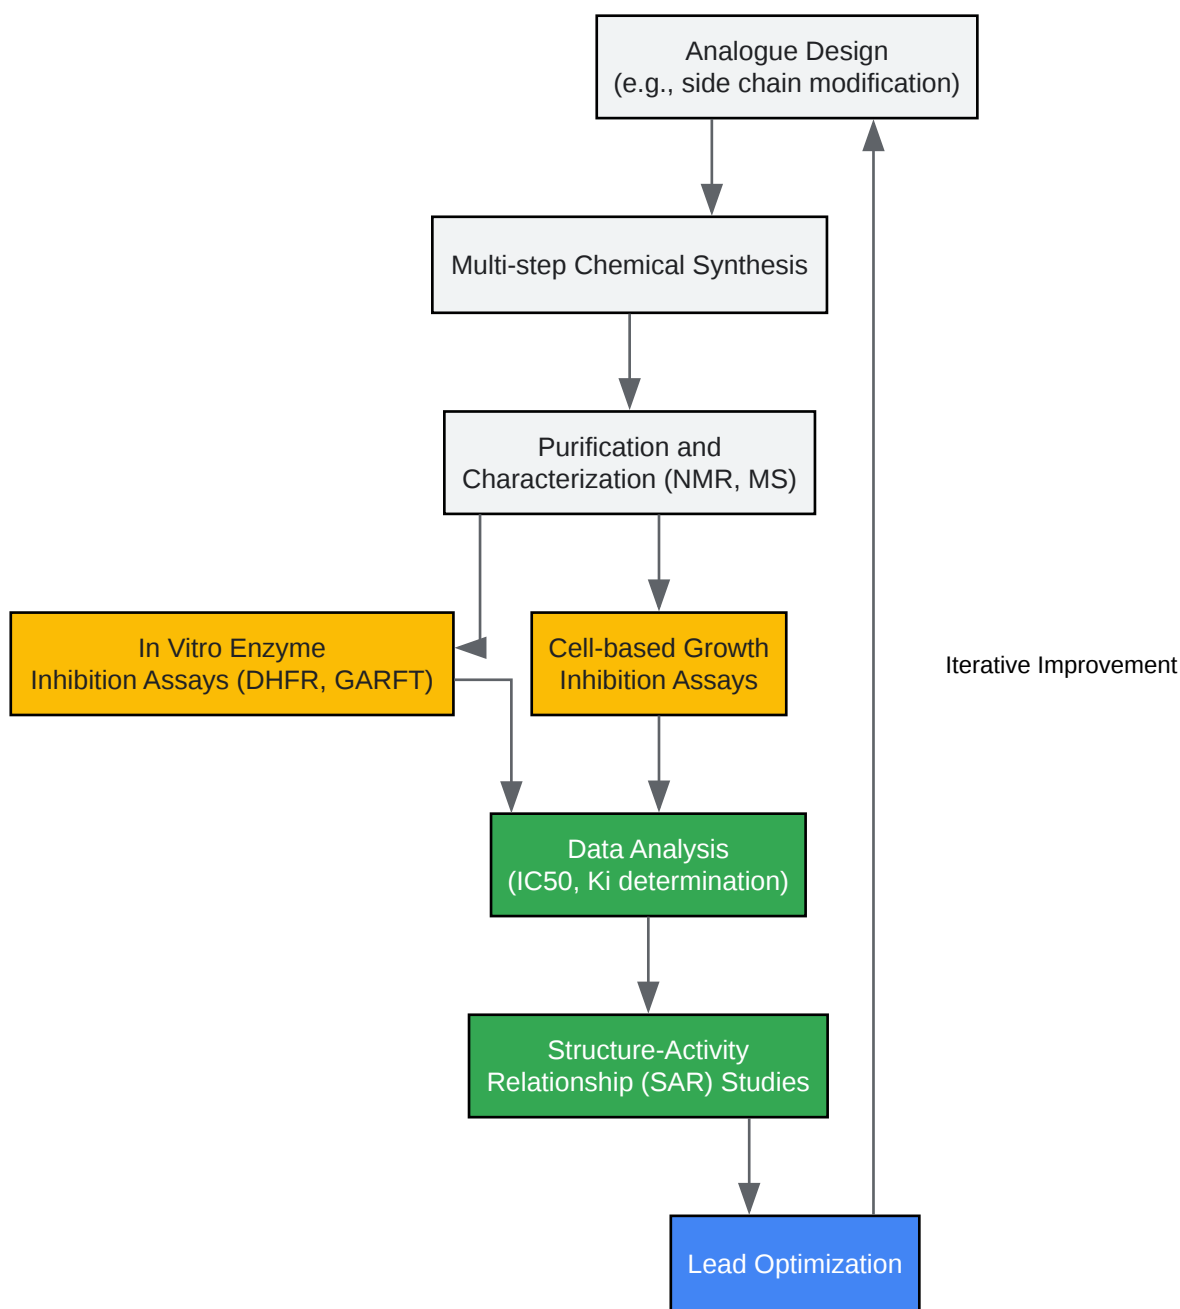 Analogue Design
(e.g., side chain modification)
Multi-step Chemical Synthesis
Purification and
Characterization (NMR, MS)
In Vitro Enzyme
Inhibition Assays (DHFR, GARFT)
Cell-based Growth
Inhibition Assays
Iterative Improvement
Data Analysis
(IC50, Ki determination)
Structure-Activity
Relationship (SAR) Studies
Lead Optimization